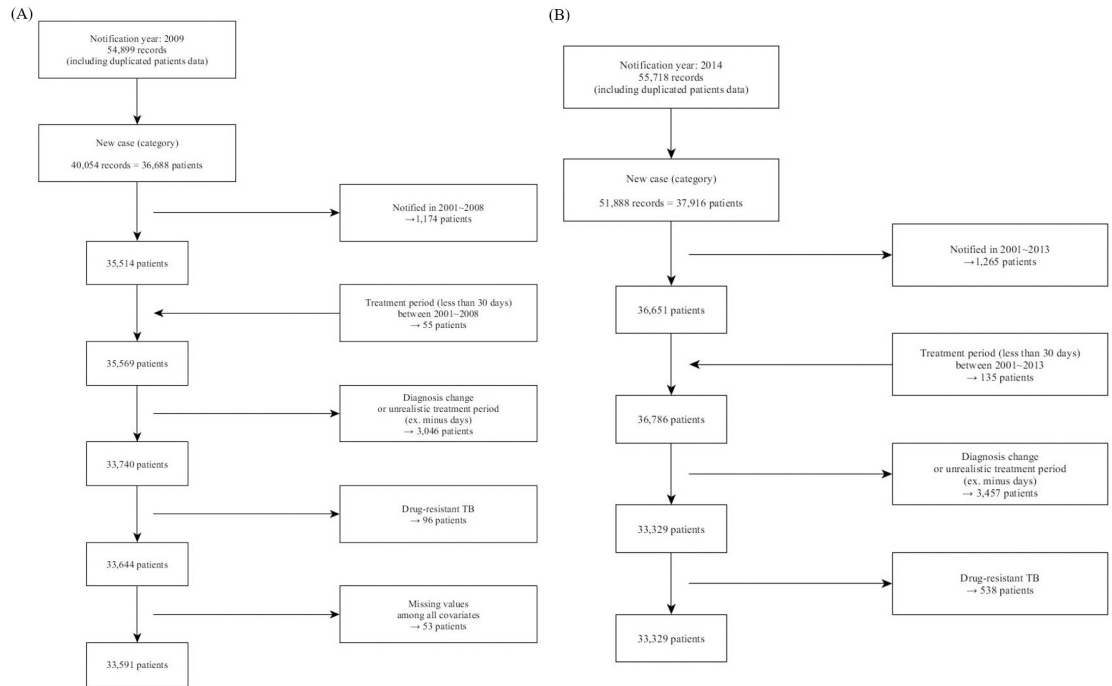 (A)
Notification year: 2009
54,899 records
(including duplicated patients data)
New case (category)
40,054 records = 36,688 patients
Notified in 2001~2008
→1,174 patients
35,514 patients
Treatment period (less than 30 days)
between 2001~2008
→ 55 patients
35,569 patients
Diagnosis change
or unrealistic treatment period
(ex. minus days)
→ 3,046 patients
33,740 patients
Drug-resistant TB
→ 96 patients
33,644 patients
Missing values
among all covariates
→ 53 patients
33,591 patients
(B)
Notification year: 2014
55,718 records
(including duplicated patients data)
New case (category)
51,888 records = 37,916 patients
Notified in 2001~2013
→1,265 patients
36,651 patients
Treatment period (less than 30 days)
between 2001~2013
→ 135 patients
36,786 patients
Diagnosis change
or unrealistic treatment period
(ex. minus days)
→ 3,457 patients
33,329 patients
Drug-resistant TB
→ 538 patients
33,329 patients